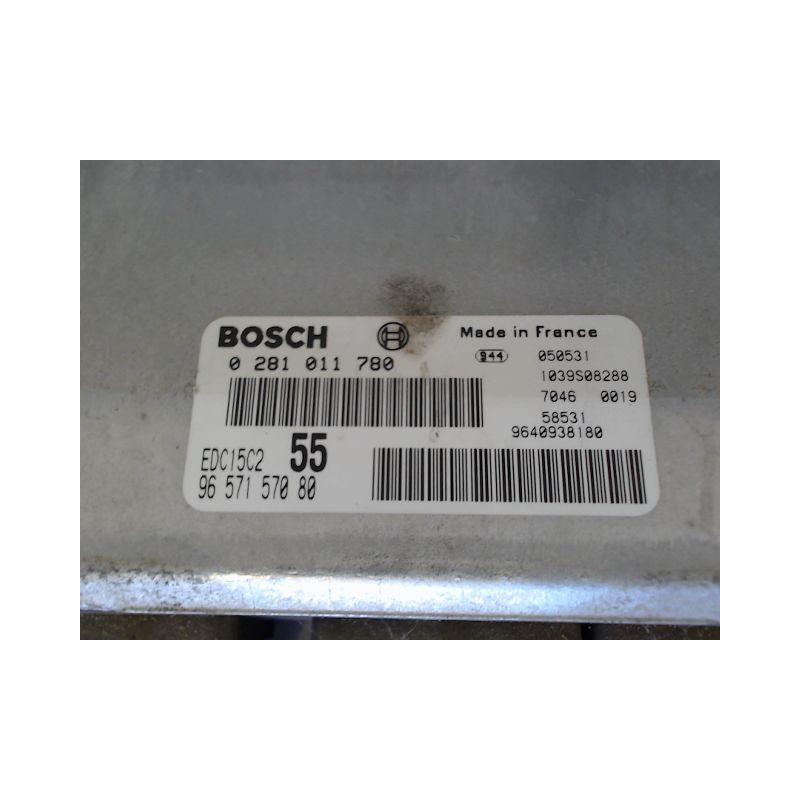 BOSCH
Made in France
0 281 011 780
944 050531
1039S08288
7046 0019
58531
9640938180
EDC15C2 55
96 571 570 80